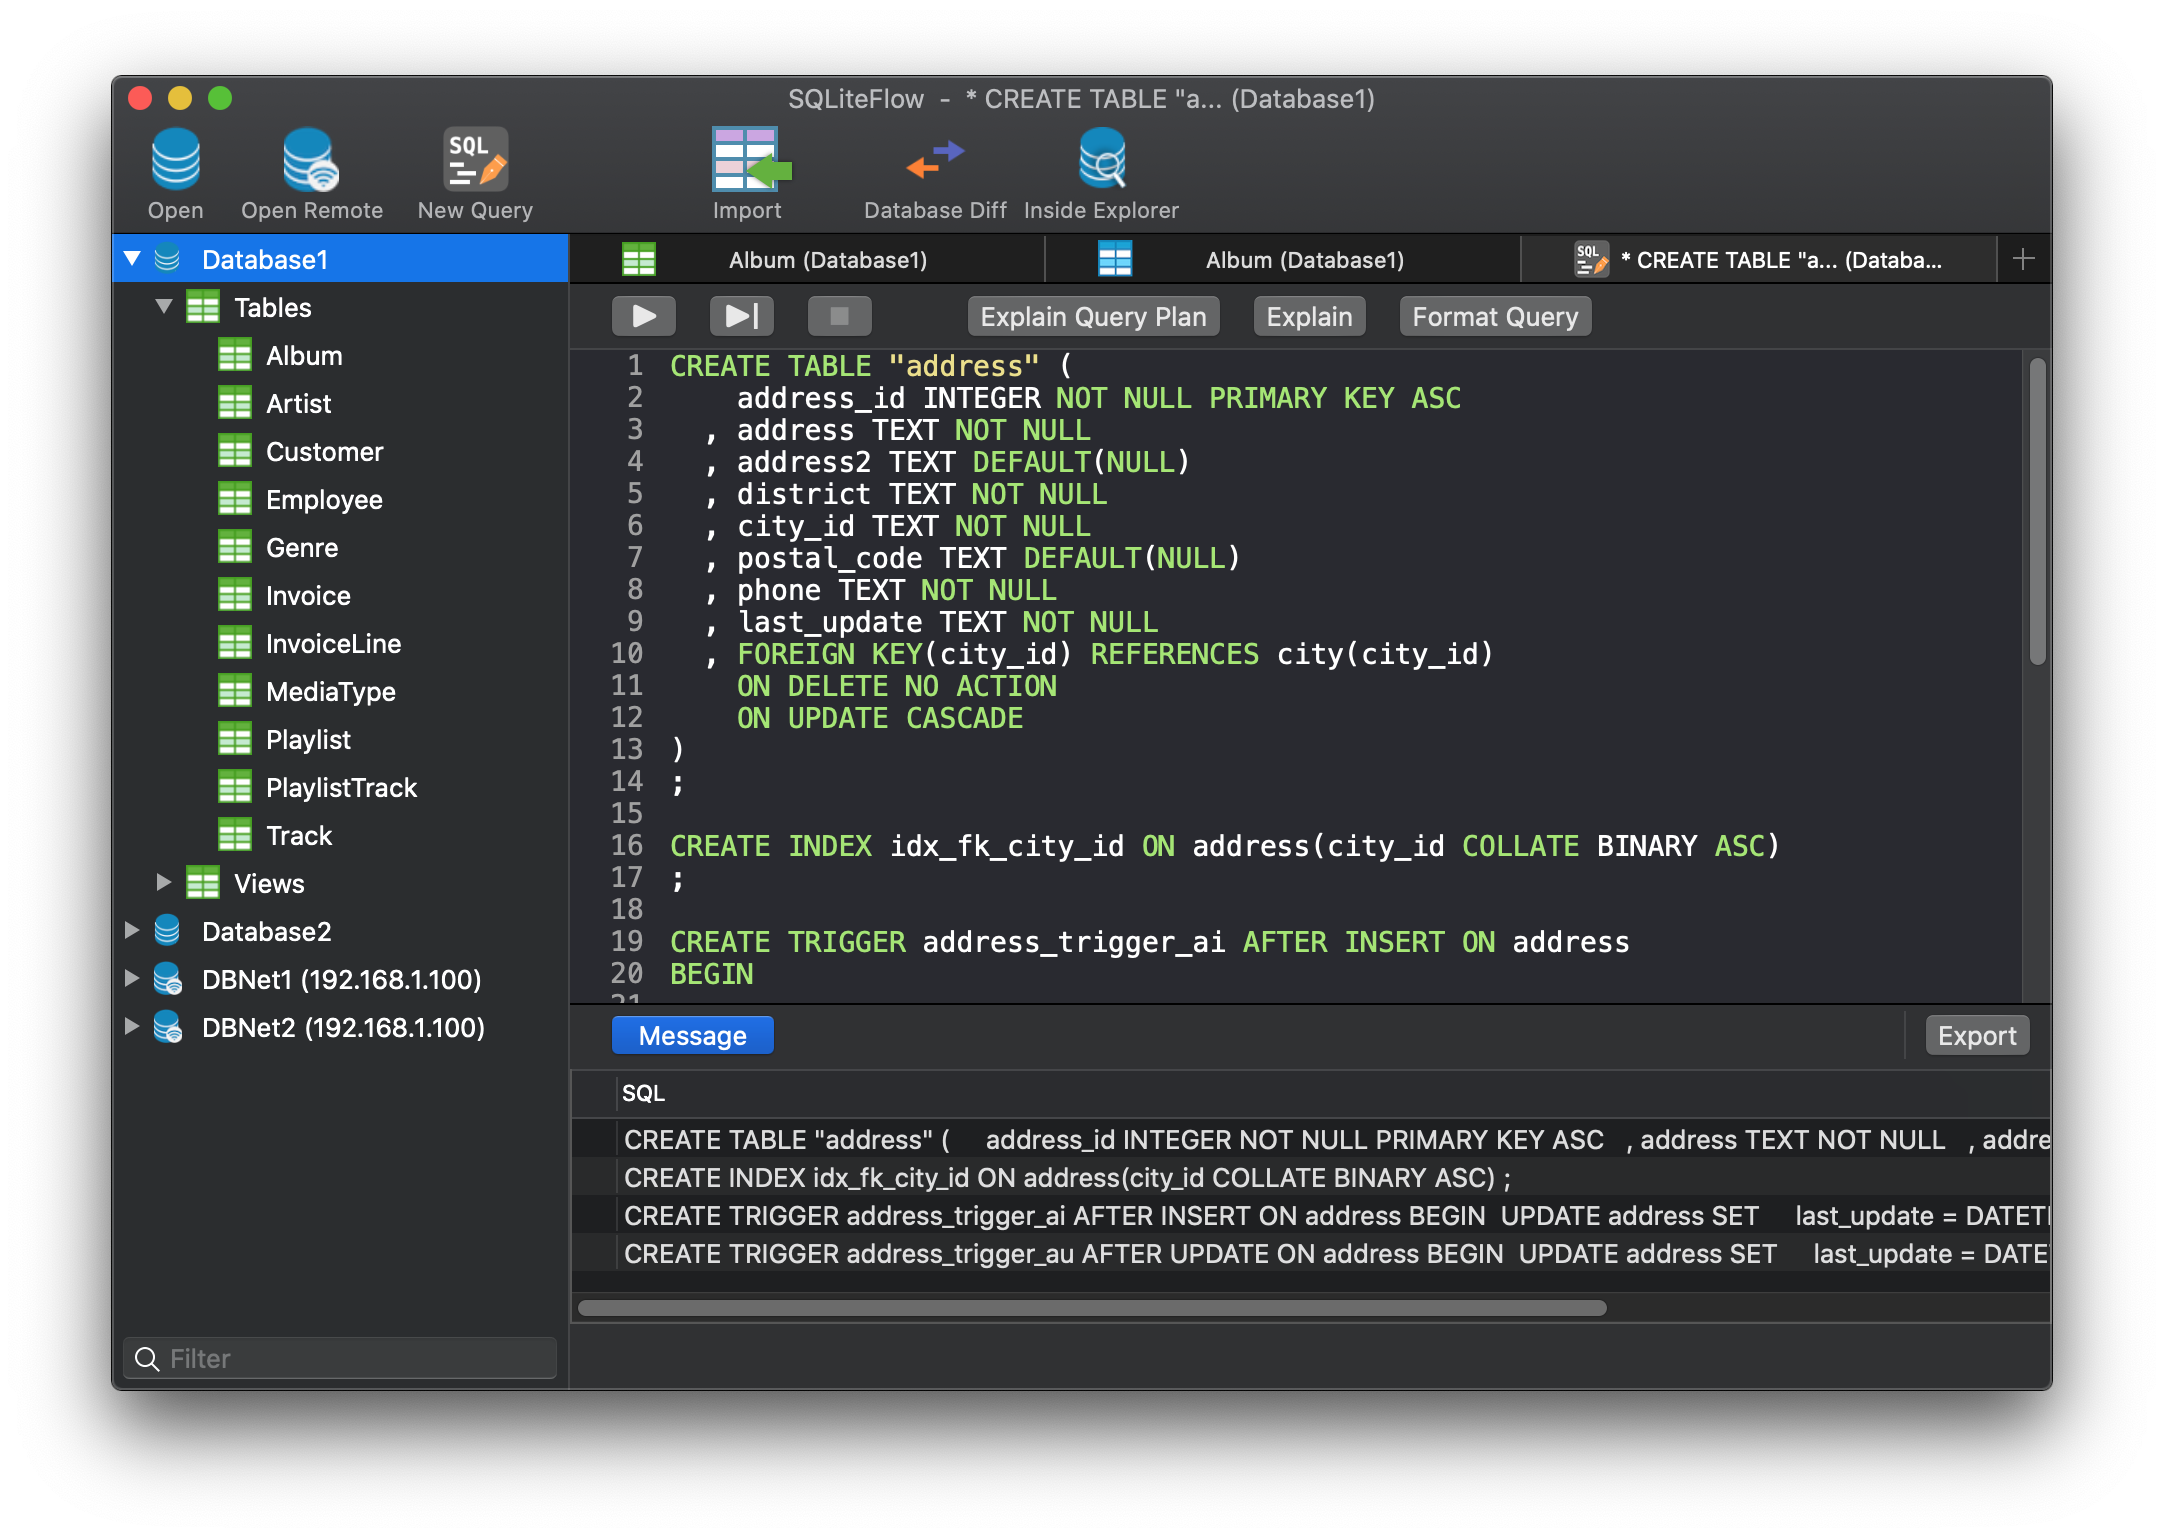 SQLiteFlow - * CREATE TABLE "a... (Database1)
SQL
Open
Open Remote
New Query
Import
Database Diff
Inside Explorer
Database1
Tables
Album
Artist
Customer
Employee
Genre
Invoice
InvoiceLine
MediaType
Playlist
PlaylistTrack
Track
Views
Database2
DBNet1 (192.168.1.100)
DBNet2 (192.168.1.100)
Filter
Album (Database1)
Album (Database1)
SQL
* CREATE TABLE "a... (Databa...
Explain Query Plan
Explain
Format Query
1 CREATE TABLE "address" (
2 address_id INTEGER NOT NULL PRIMARY KEY ASC
3 , address TEXT NOT NULL
4 , address2 TEXT DEFAULT(NULL)
5 , district TEXT NOT NULL
6 , city_id TEXT NOT NULL
7 , postal_code TEXT DEFAULT(NULL)
8 , phone TEXT NOT NULL
9 , last_update TEXT NOT NULL
10 , FOREIGN KEY(city_id) REFERENCES city(city_id)
11 ON DELETE NO ACTION
12 ON UPDATE CASCADE
13 )
14 ;
15
16 CREATE INDEX idx_fk_city_id ON address(city_id COLLATE BINARY ASC)
17 ;
18
19 CREATE TRIGGER address_trigger_ai AFTER INSERT ON address
20 BEGIN
21
Message
Export
SQL
CREATE TABLE "address" ( address_id INTEGER NOT NULL PRIMARY KEY ASC , address TEXT NOT NULL , addre
CREATE INDEX idx_fk_city_id ON address(city_id COLLATE BINARY ASC) ;
CREATE TRIGGER address_trigger_ai AFTER INSERT ON address BEGIN UPDATE address SET last_update = DATETI
CREATE TRIGGER address_trigger_au AFTER UPDATE ON address BEGIN UPDATE address SET last_update = DATE